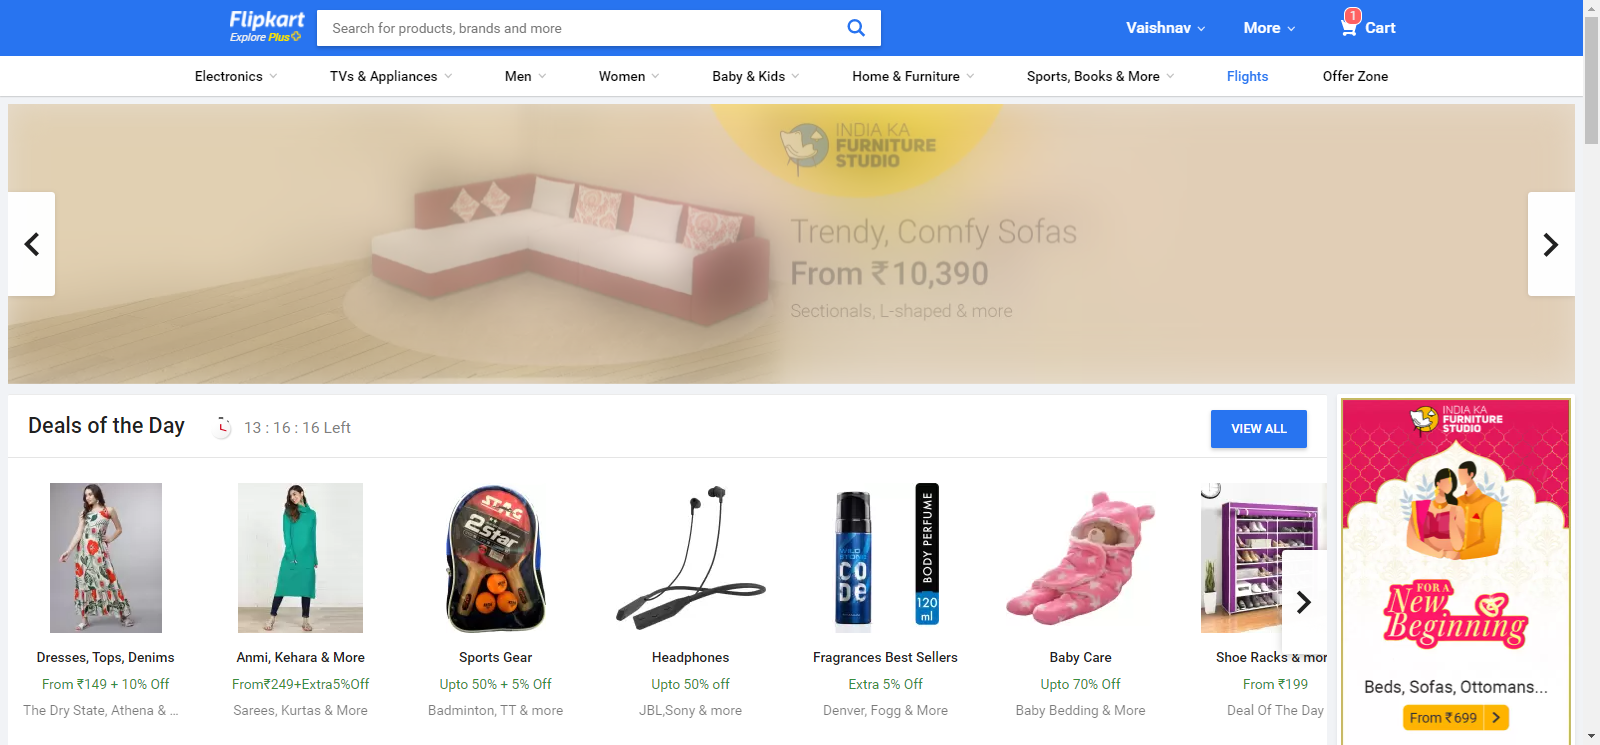 Flipkart
Explore Plus
Search for products, brands and more
Vaishnav
More
1
Cart
Electronics
TVs & Appliances
Men
Women
Baby & Kids
Home & Furniture
Sports, Books & More
Flights
Offer Zone
INDIA KA
FURNITURE
STUDIO
Trendy, Comfy Sofas
From ₹10,390
Sectionals, L-shaped & more
Deals of the Day
13 : 16 : 16 Left
VIEW ALL
STAG
2 Star
WILD STONE
CODE
BODY PERFUME
120
ml
Dresses, Tops, Denims
From ₹149 + 10% Off
The Dry State, Athena & ...
Anmi, Kehara & More
From₹249+Extra5%Off
Sarees, Kurtas & More
Sports Gear
Upto 50% + 5% Off
Badminton, TT & more
Headphones
Upto 50% off
JBL,Sony & more
Fragrances Best Sellers
Extra 5% Off
Denver, Fogg & More
Baby Care
Upto 70% Off
Baby Bedding & More
Shoe Racks & mor
From ₹199
Deal Of The Day
INDIA KA
FURNITURE
STUDIO
FOR A
New
Beginning
Beds, Sofas, Ottomans...
From ₹699